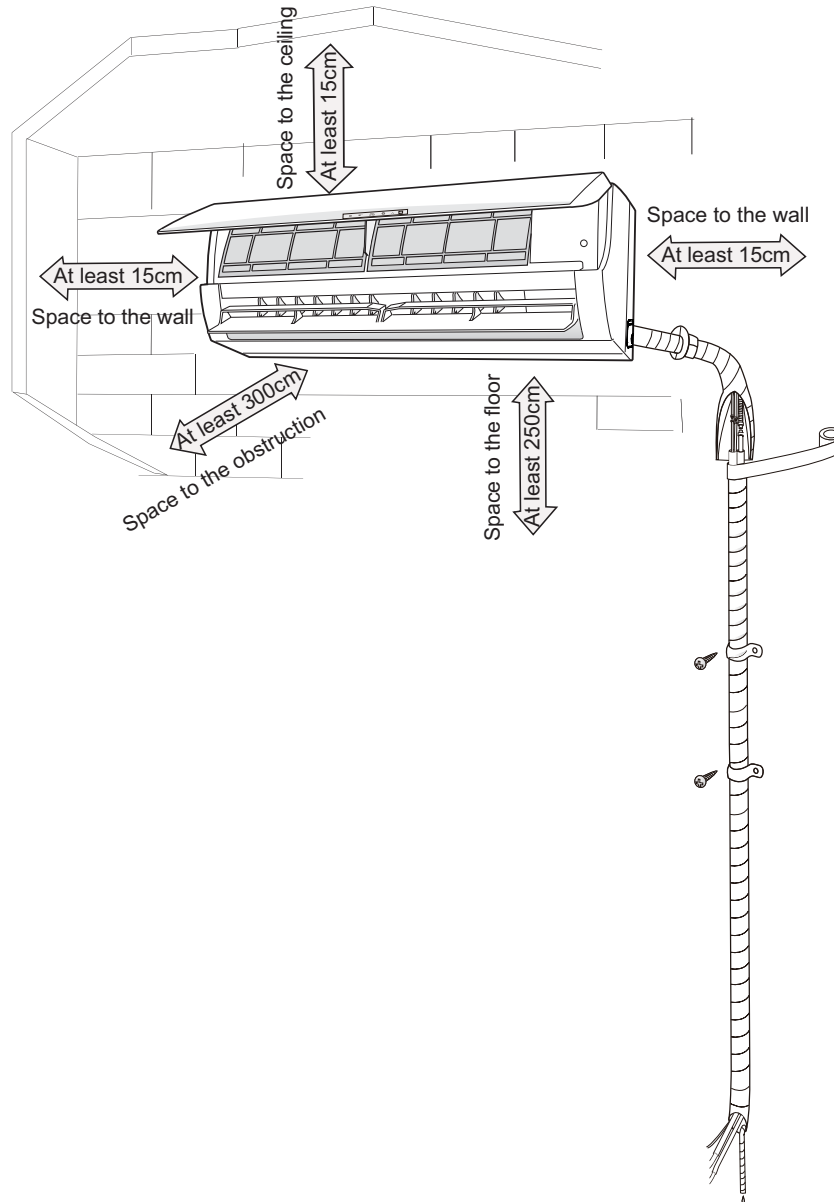 Space to the ceiling
At least 15cm
Space to the wall
At least 15cm
At least 15cm
Space to the wall
At least 300cm
Space to the obstruction
Space to the floor
At least 250cm